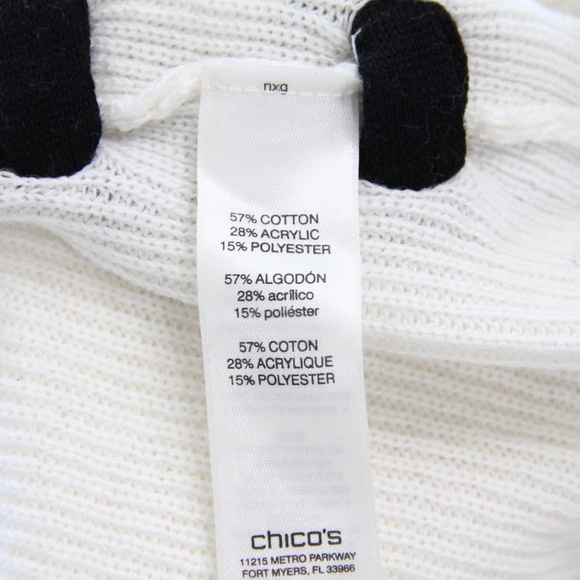 nxg
57% COTTON
28% ACRYLIC
15% POLYESTER
57% ALGODÓN
28% acrílico
15% poliéster
57% COTON
28% ACRYLIQUE
15% POLYESTER
chico's
11215 METRO PARKWAY
FORT MYERS, FL 33966